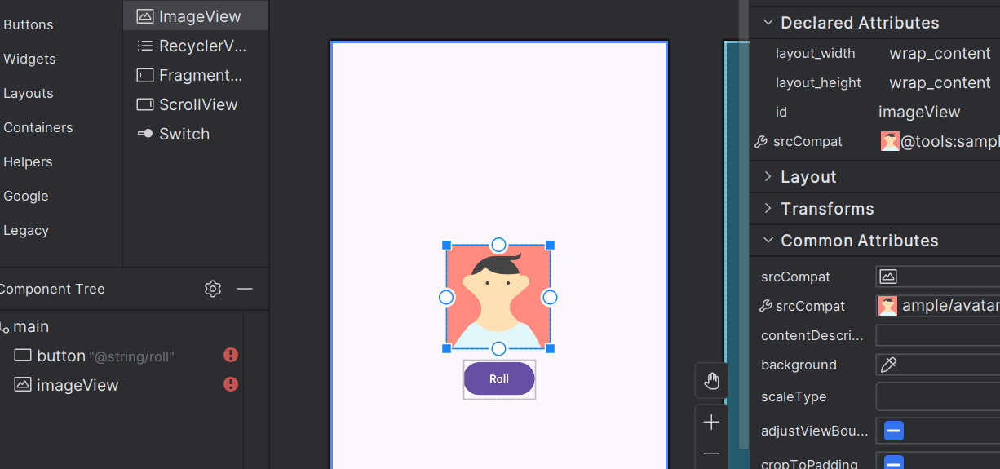 Buttons
Widgets
Layouts
Containers
Helpers
Google
Legacy
ImageView
RecyclerV...
Fragment...
ScrollView
Switch
Component Tree
main
button "@string/roll"
imageView
Roll
Declared Attributes
layout_width wrap_content
layout_height wrap_content
id imageView
srcCompat @tools:sampl
Layout
Transforms
Common Attributes
srcCompat
srcCompat ample/avatar
contentDescri...
background
scaleType
adjustViewBou...
cropToPadding